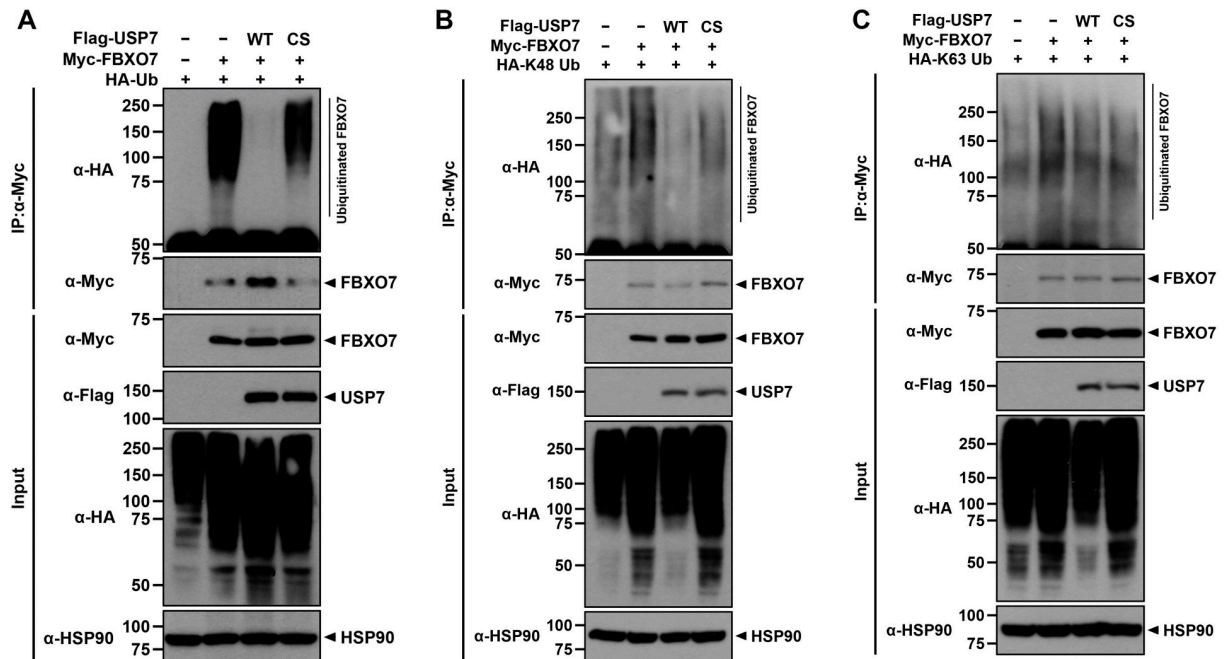 A
Flag-USP7 – – WT CS
Myc-FBXO7 – + + +
HA-Ub + + + +
IP:α-Myc
α-HA
250
150
100
75
50
Ubiquitinated FBXO7
75
α-Myc
FBXO7
Input
75
α-Myc
FBXO7
α-Flag
150
100
USP7
α-HA
250
150
100
75
50
α-HSP90
100
75
HSP90
B
Flag-USP7 – – WT CS
Myc-FBXO7 – + + +
HA-K48 Ub + + + +
IP:α-Myc
α-HA
250
150
100
75
50
Ubiquitinated FBXO7
α-Myc
75
FBXO7
Input
75
α-Myc
FBXO7
α-Flag
150
USP7
α-HA
250
150
100
75
50
α-HSP90
100
75
HSP90
C
Flag-USP7 – – WT CS
Myc-FBXO7 – + + +
HA-K63 Ub + + + +
IP:α-Myc
α-HA
250
150
100
75
50
Ubiquitinated FBXO7
α-Myc
75
FBXO7
Input
75
α-Myc
FBXO7
α-Flag
150
USP7
α-HA
250
150
100
75
50
α-HSP90
100
75
HSP90